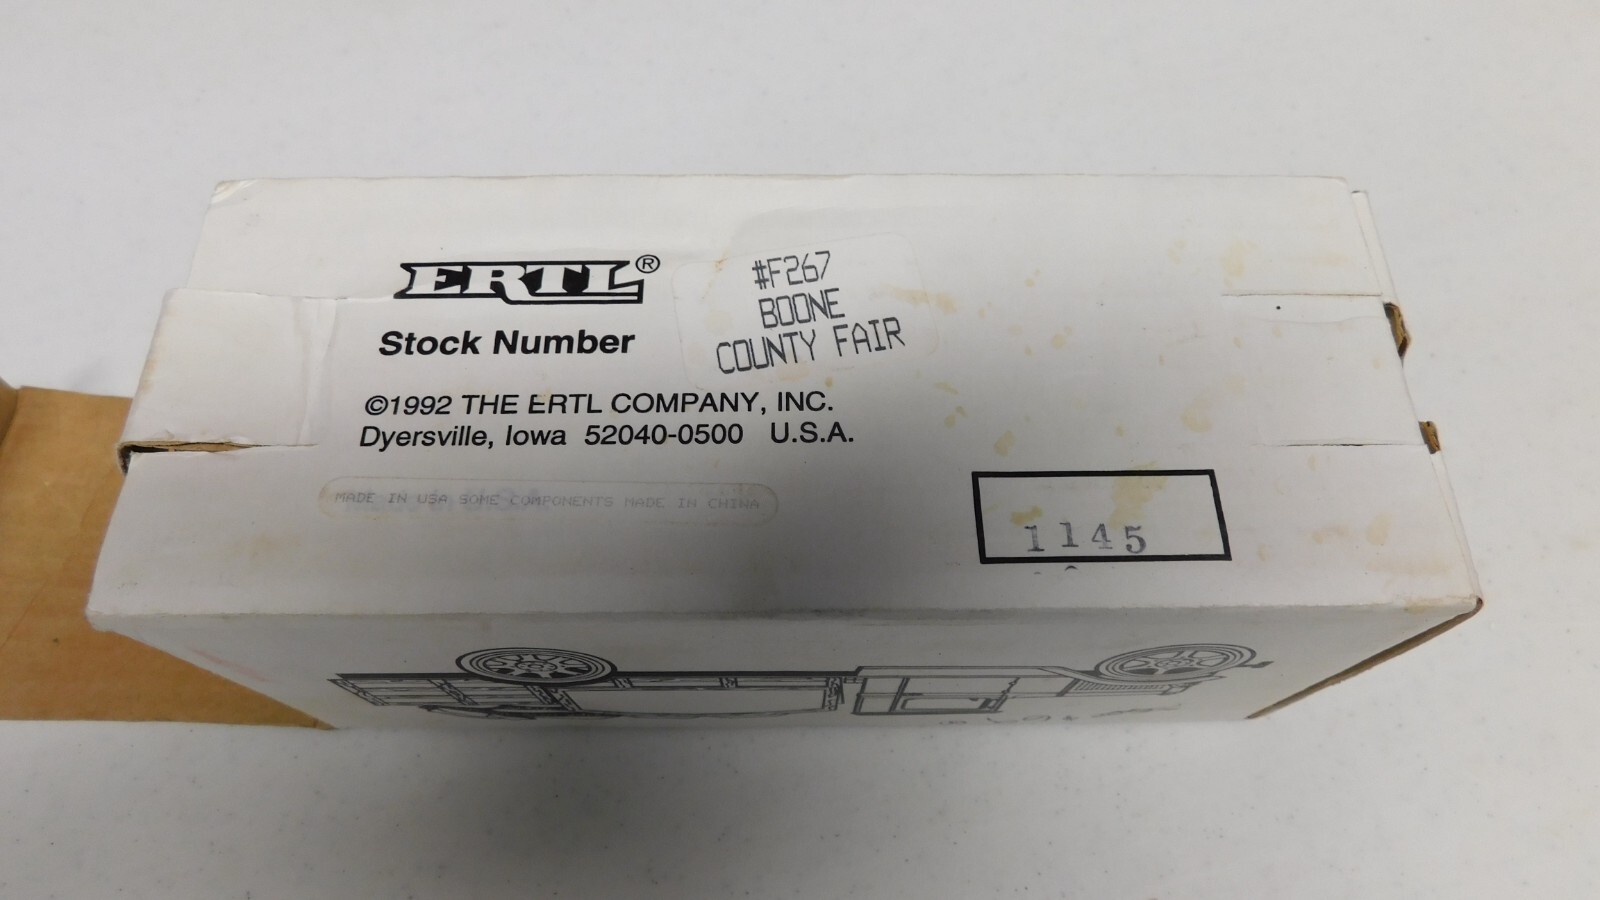 ERTL®
#F267
BOONE
COUNTY FAIR
Stock Number
©1992 THE ERTL COMPANY, INC.
Dyersville, Iowa 52040-0500 U.S.A.
MADE IN USA SOME COMPONENTS MADE IN CHINA
1145